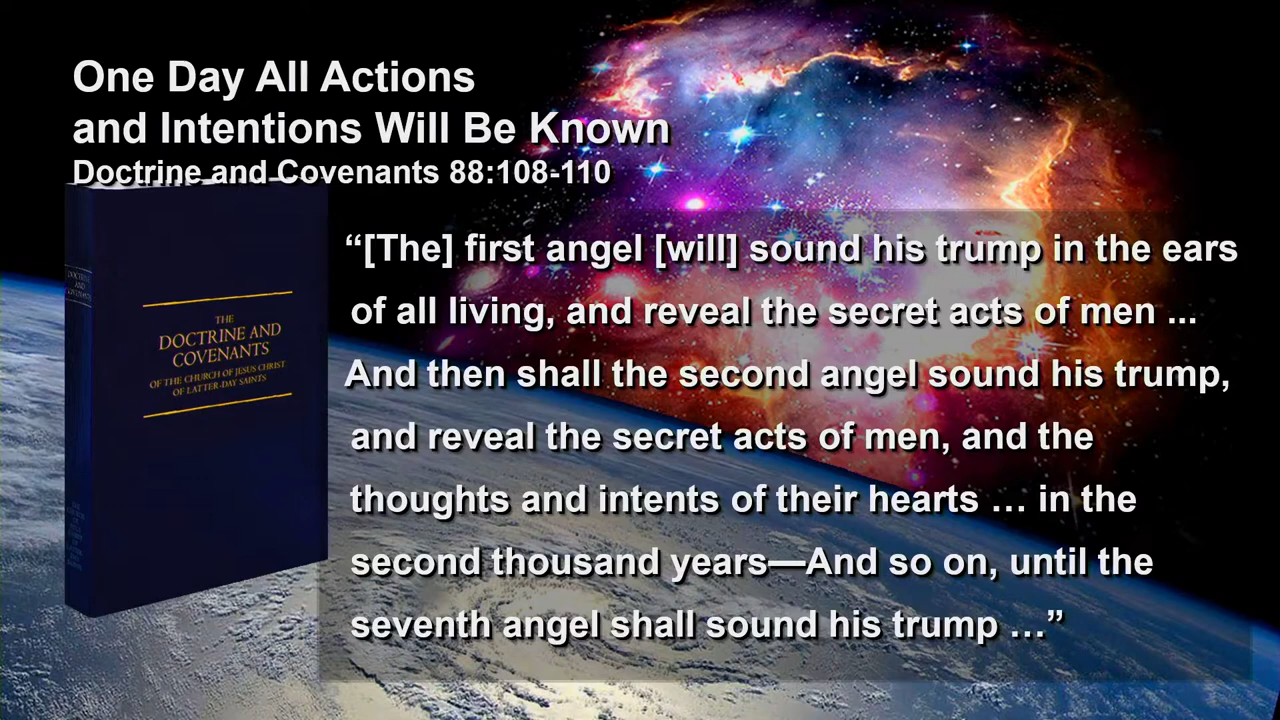 One Day All Actions
and Intentions Will Be Known
Doctrine and Covenants 88:108-110
“[The] first angel [will] sound his trump in the ears
of all living, and reveal the secret acts of men ...
And then shall the second angel sound his trump,
and reveal the secret acts of men, and the
thoughts and intents of their hearts … in the
second thousand years—And so on, until the
seventh angel shall sound his trump …”
DOCTRINE
AND
COVENANTS
THE
DOCTRINE AND
COVENANTS
OF THE CHURCH OF JESUS CHRIST
OF LATTER-DAY SAINTS